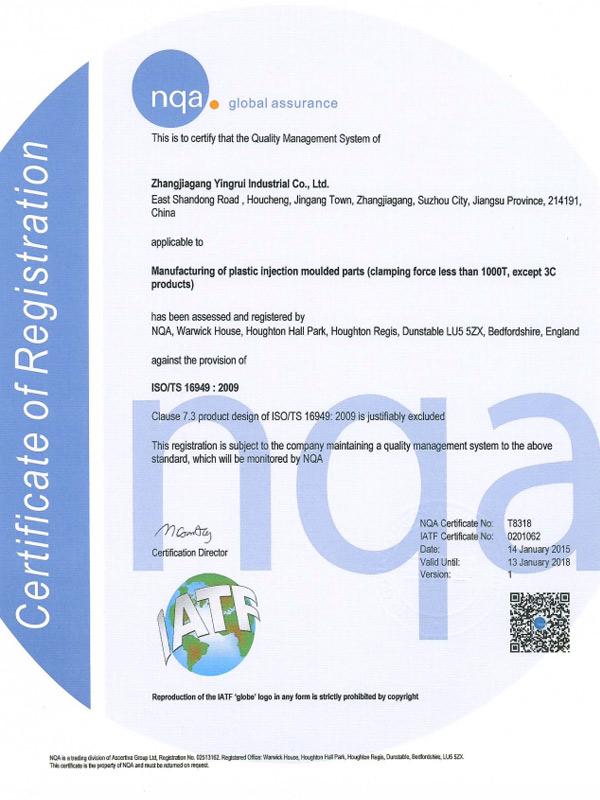 Certificate of Registration
nqa.
global assurance
This is to certify that the Quality Management System of
Zhangjiagang Yingrui Industrial Co., Ltd.
East Shandong Road , Houcheng, Jingang Town, Zhangjiagang, Suzhou City, Jiangsu Province, 214191,
China
applicable to
Manufacturing of plastic injection moulded parts (clamping force less than 1000T, except 3C
products)
has been assessed and registered by
NQA, Warwick House, Houghton Hall Park, Houghton Regis, Dunstable LU5 5ZX, Bedfordshire, England
against the provision of
ISO/TS 16949 : 2009
Clause 7.3 product design of ISO/TS 16949: 2009 is justifiably excluded
This registration is subject to the company maintaining a quality management system to the above
standard, which will be monitored by NQA
nqa
Certification Director
NQA Certificate No: T8318
IATF Certificate No: 0201062
Date: 14 January 2015
Valid Until: 13 January 2018
Version: 1
IATF
Reproduction of the IATF 'globe' logo in any form is strictly prohibited by copyright
NQA is a trading division of Ascertiva Group Ltd, Registration No. 02513162. Registered Office: Warwick House, Houghton Hall Park, Houghton Regis, Dunstable, Bedfordshire, LU5 5ZX.
This certificate is the property of NQA and must be returned on request.